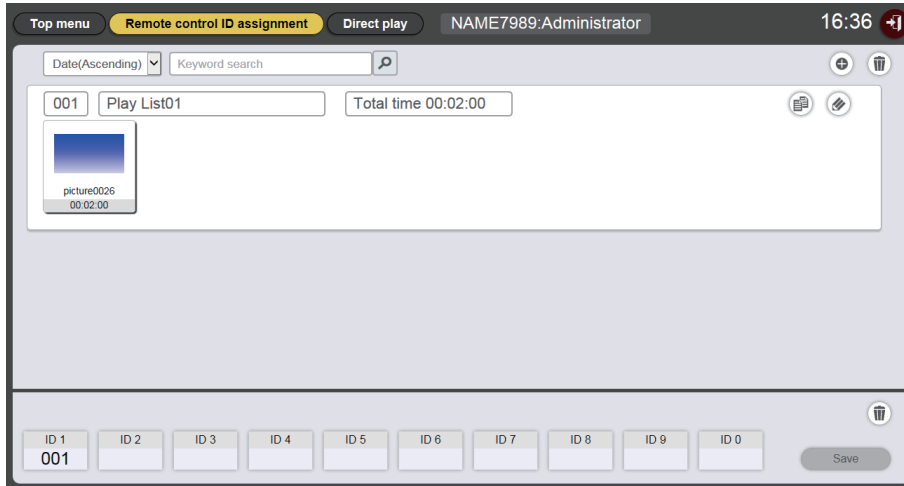 Top menu Remote control ID assignment Direct play NAME7989:Administrator 16:36
Date(Ascending) Keyword search
001 Play List01 Total time 00:02:00
picture0026
00:02:00
ID 1 ID 2 ID 3 ID 4 ID 5 ID 6 ID 7 ID 8 ID 9 ID 0
001
Save